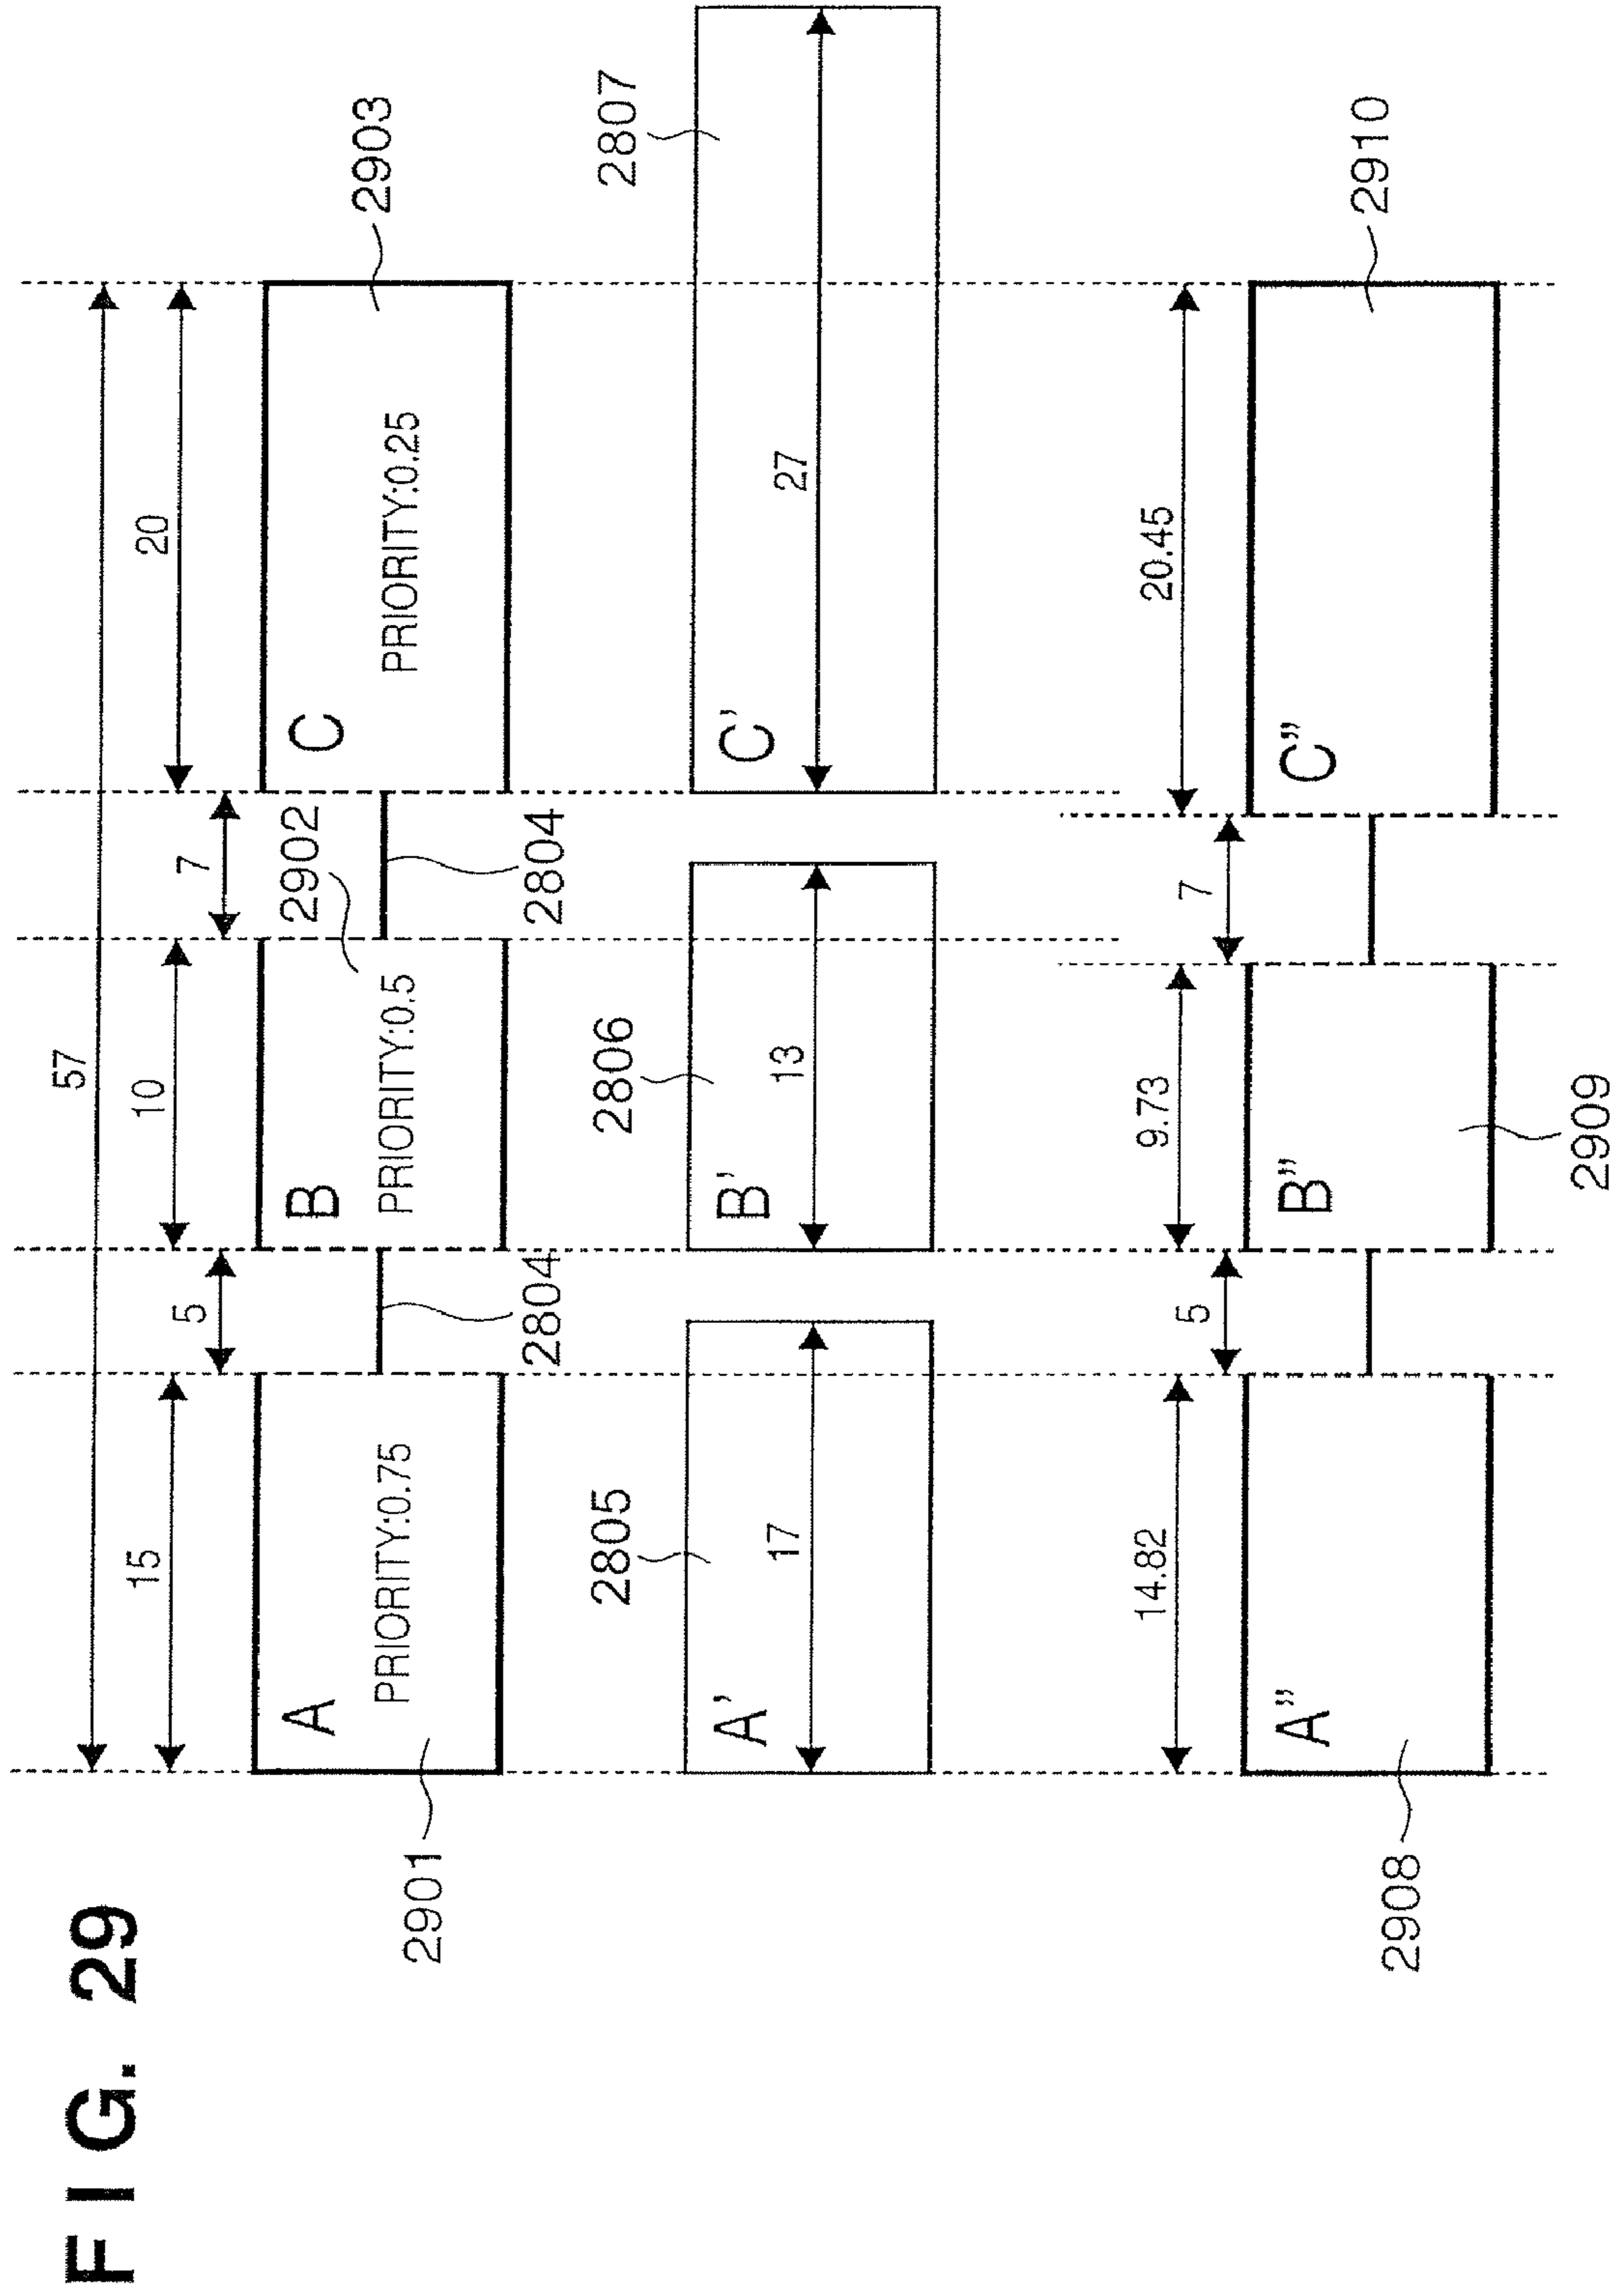 FIG. 29
57
15
5
10
7
20
A
PRIORITY:0.75
2901
B
PRIORITY:0.5
2902
C
PRIORITY:0.25
2903
2804
2804
2805
2806
2807
A'
17
B'
13
C'
27
14.82
5
9.73
7
20.45
A"
B"
C"
2908
2909
2910